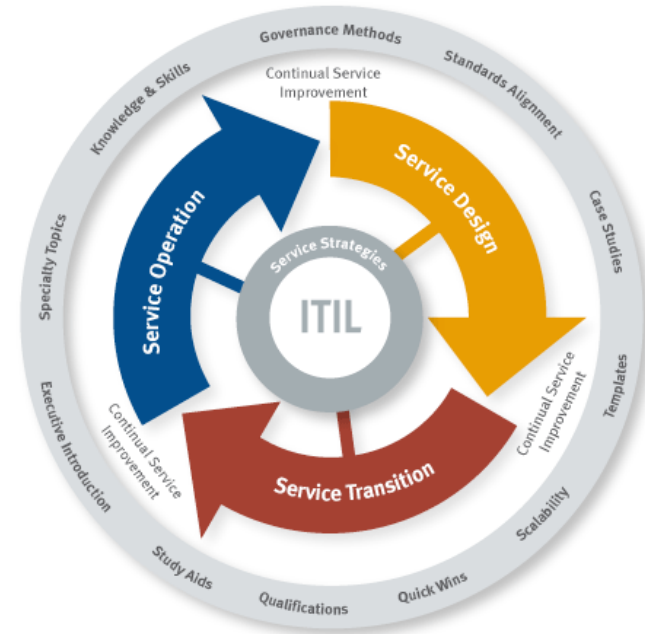 Governance Methods
Standards Alignment
Case Studies
Templates
Scalability
Quick Wins
Qualifications
Study Aids
Executive Introduction
Specialty Topics
Knowledge & Skills
Continual Service
Improvement
Service Design
Continual Service
Improvement
Service Transition
Continual Service
Improvement
Service Operation
Service Strategies
ITIL